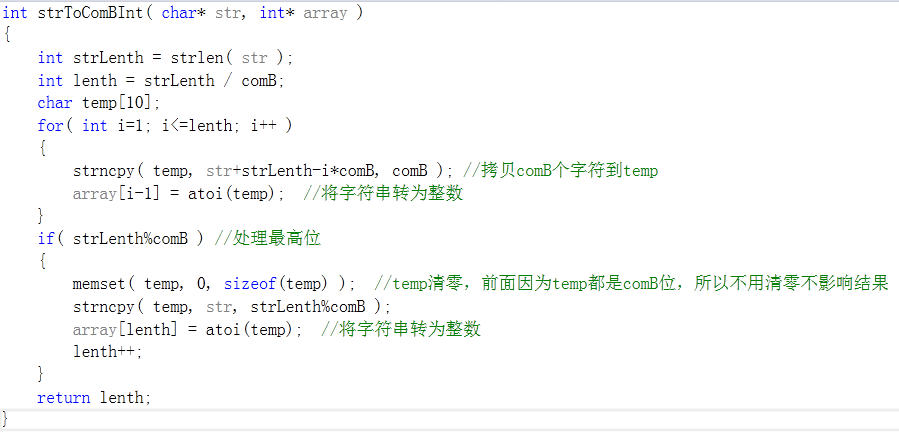 int strToComBInt( char* str, int* array )
{
    int strLenth = strlen( str );
    int lenth = strLenth / comB;
    char temp[10];
    for( int i=1; i<=lenth; i++ )
    {
        strncpy( temp, str+strLenth-i*comB, comB ); //拷贝comB个字符到temp
        array[i-1] = atoi(temp);  //将字符串转为整数
    }
    if( strLenth%comB ) //处理最高位
    {
        memset( temp, 0, sizeof(temp) );  //temp清零，前面因为temp都是comB位，所以不用清零不影响结果
        strncpy( temp, str, strLenth%comB );
        array[lenth] = atoi(temp);  //将字符串转为整数
        lenth++;
    }
    return lenth;
}